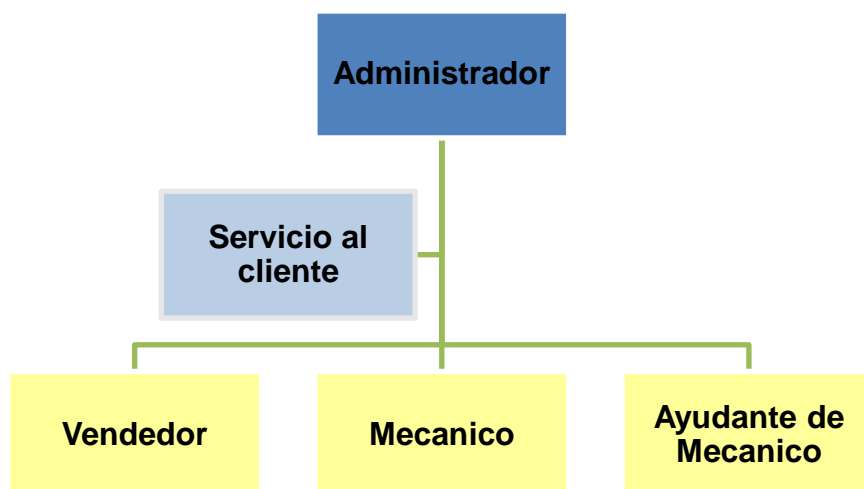 Administrador
Servicio al
cliente
Vendedor
Mecanico
Ayudante de
Mecanico